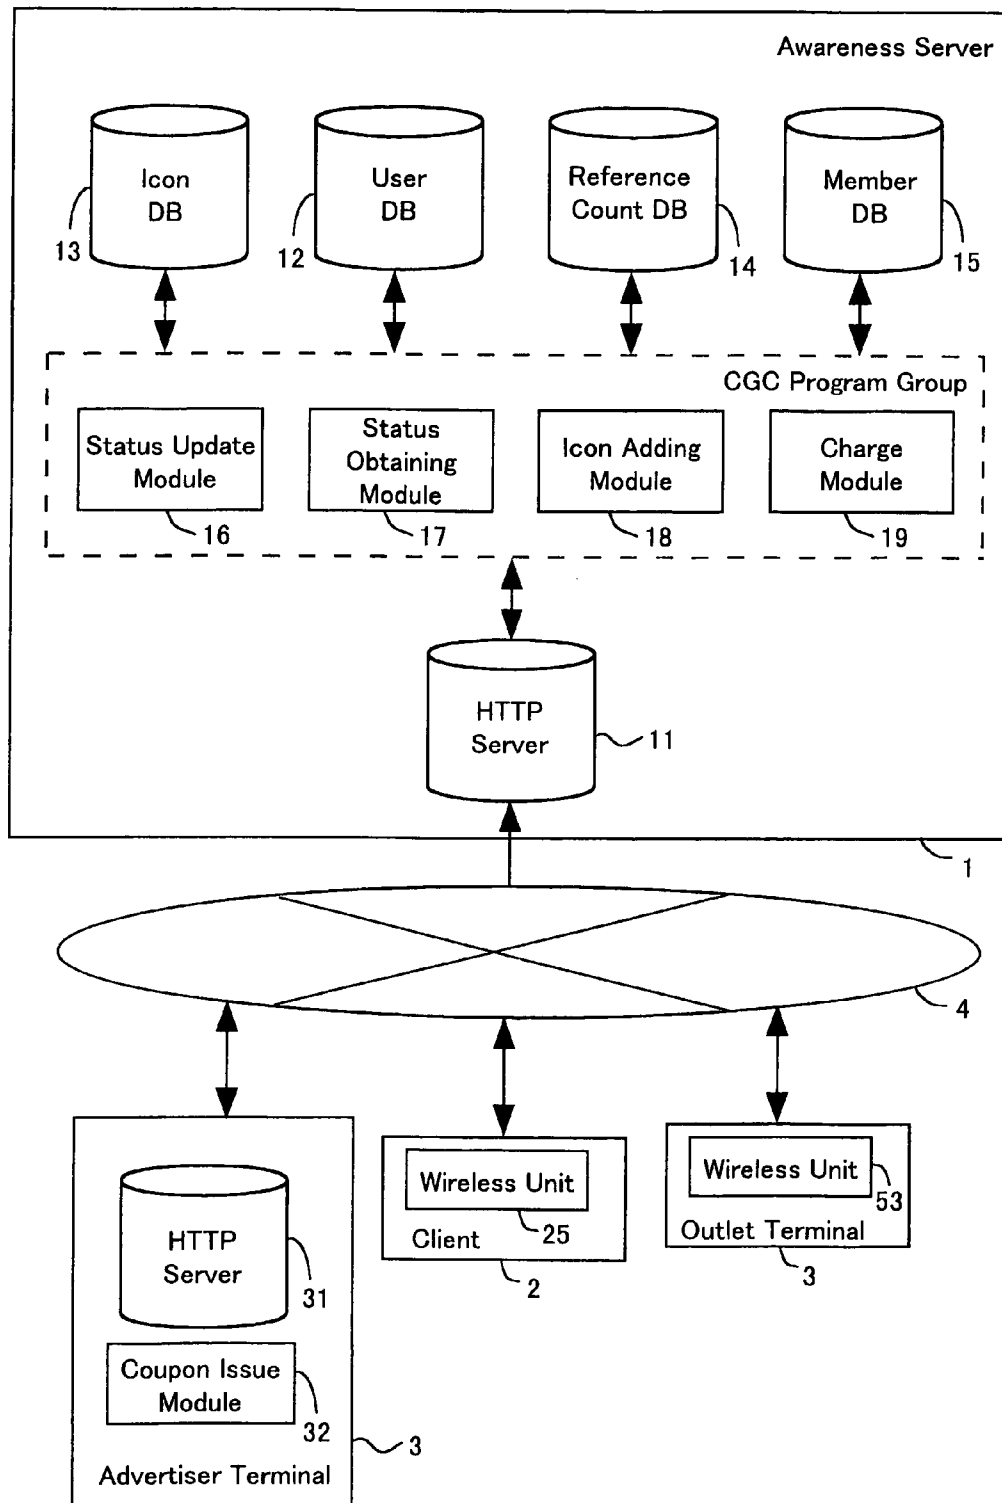 Awareness Server
Icon
DB
User
DB
Reference
Count DB
Member
DB
13
12
14
15
CGC Program Group
Status Update
Module
Status
Obtaining
Module
Icon Adding
Module
Charge
Module
16
17
18
19
HTTP
Server
11
1
4
HTTP
Server
31
Coupon Issue
Module
32
Advertiser Terminal
3
Wireless Unit
25
Client
2
Wireless Unit
53
Outlet Terminal
3